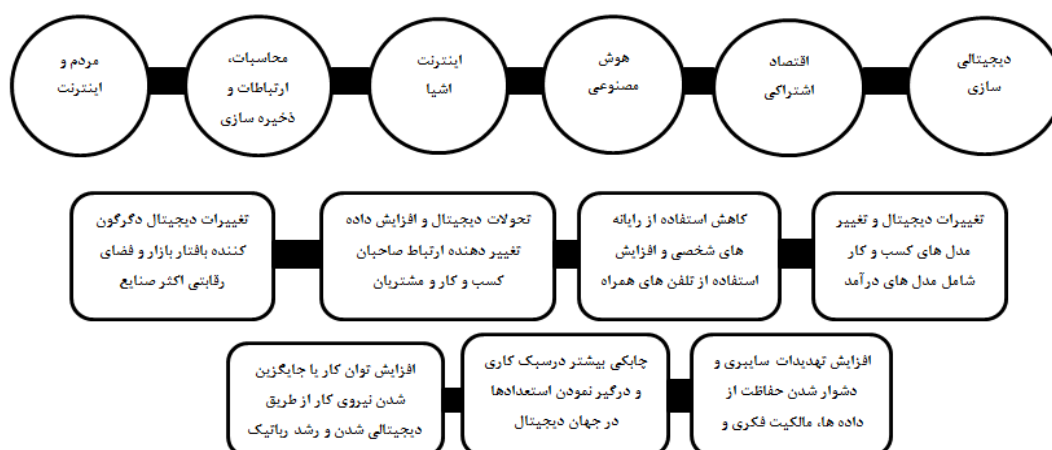 دیجیتالی
سازی
اقتصاد
اشتراکی
هوش
مصنوعی
اینترنت
اشیا
محاسبات،
ارتباطات و
ذخیره سازی
مردم و
اینترنت
تغییرات دیجیتال و تغییر
مدل های کسب و کار
شامل مدل های درآمد
کاهش استفاده از رایانه
های شخصی و افزایش
استفاده از تلفن های همراه
تحولات دیجیتال و افزایش داده
تغییر دهنده ارتباط صاحبان
کسب و کار و مشتریان
تغییرات دیجیتال دگرگون
کننده بافتار بازار و فضای
رقابتی اکثر صنایع
افزایش تهدیدات سایبری و
دشوار شدن حفاظت از
داده ها، مالکیت فکری و
چابکی بیشتر درسبک کاری
و درگیر نمودن استعدادها
در جهان دیجیتال
افزایش توان کار یا جایگزین
شدن نیروی کار از طریق
دیجیتالی شدن و رشد رباتیک